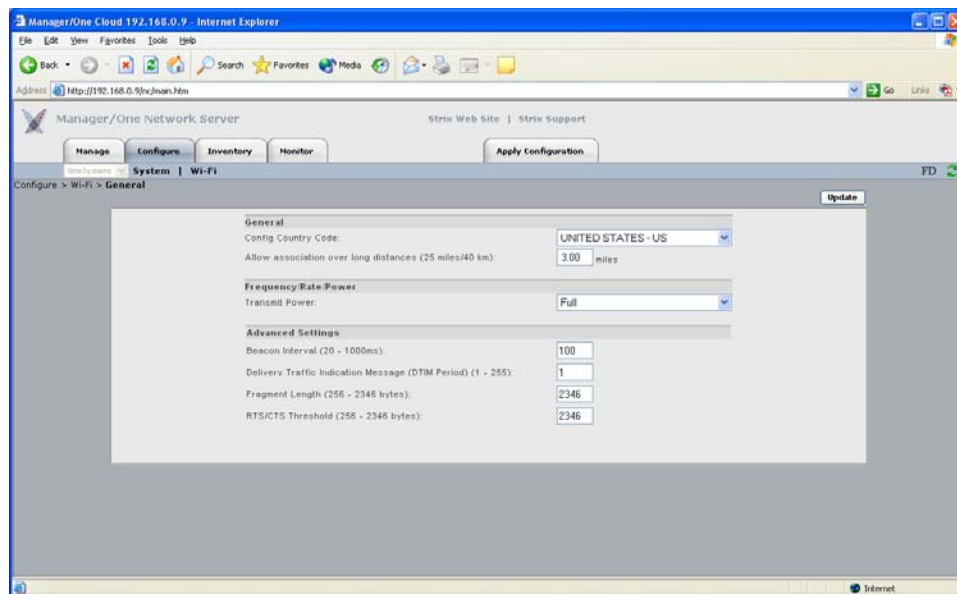 Manager/One Cloud 192.168.0.9 - Internet Explorer
File Edit View Favorites Tools Help
Back Search Favorites Media
Address http://192.168.0.9/nc/main.htm Go Links
Manager/One Network Server Strix Web Site | Strix Support
Manage Configure Inventory Monitor Apply Configuration
System | Wi-Fi FD
Configure > Wi-Fi > General
Update
General
Config Country Code: UNITED STATES - US
Allow association over long distances (25 miles/40 km): 3.00 miles
Frequency/Rate/Power
Transmit Power: Full
Advanced Settings
Beacon Interval (20 - 1000ms): 100
Delivery Traffic Indication Message (DTIM Period) (1 - 255): 1
Fragment Length (256 - 2346 bytes): 2346
RTS/CTS Threshold (256 - 2346 bytes): 2346
Internet